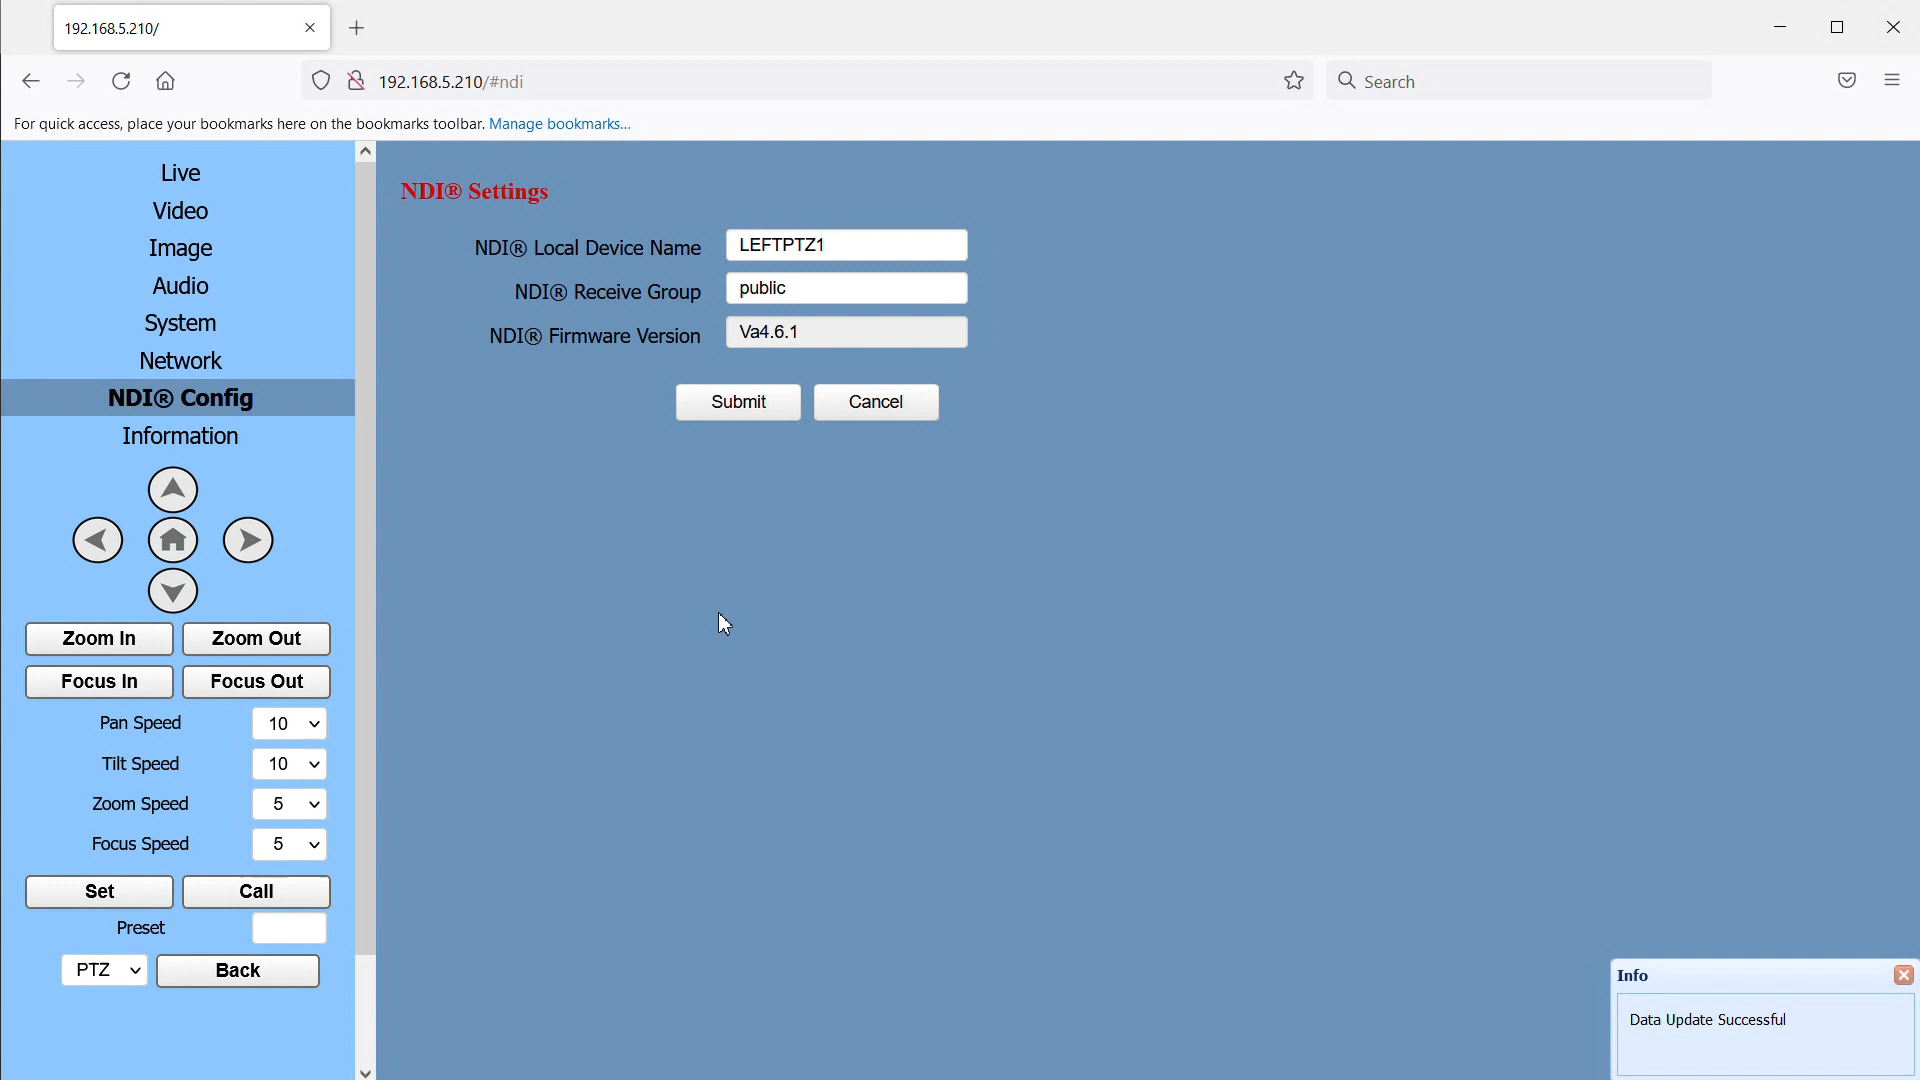 192.168.5.210/
192.168.5.210/#ndi
Search
For quick access, place your bookmarks here on the bookmarks toolbar. Manage bookmarks...
Live
Video
Image
Audio
System
Network
NDI® Config
Information
Zoom In Zoom Out
Focus In Focus Out
Pan Speed 10
Tilt Speed 10
Zoom Speed 5
Focus Speed 5
Set Call
Preset
PTZ Back
NDI® Settings
NDI® Local Device Name LEFTPTZ1
NDI® Receive Group public
NDI® Firmware Version Va4.6.1
Submit Cancel
Info
Data Update Successful